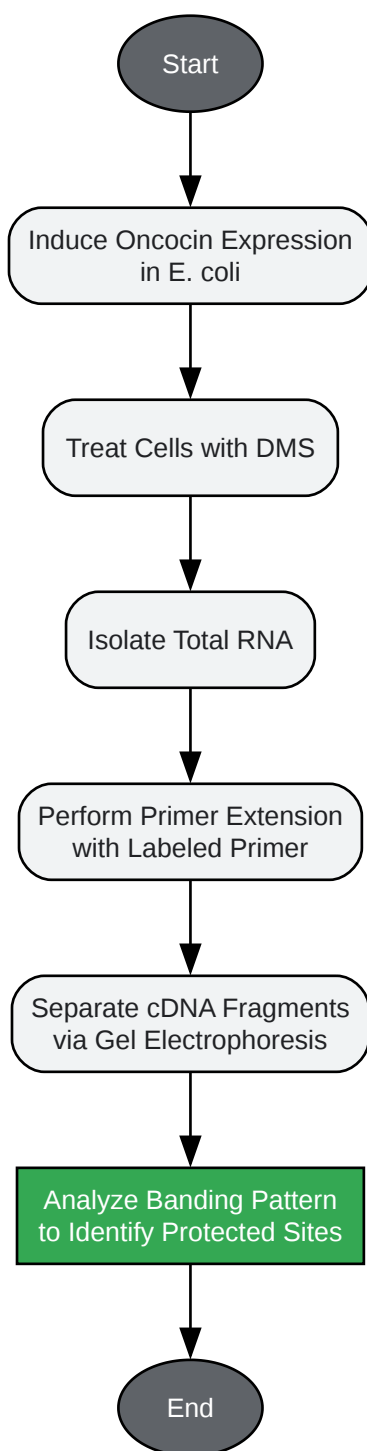 Start
Induce Oncocin Expression
in E. coli
Treat Cells with DMS
Isolate Total RNA
Perform Primer Extension
with Labeled Primer
Separate cDNA Fragments
via Gel Electrophoresis
Analyze Banding Pattern
to Identify Protected Sites
End